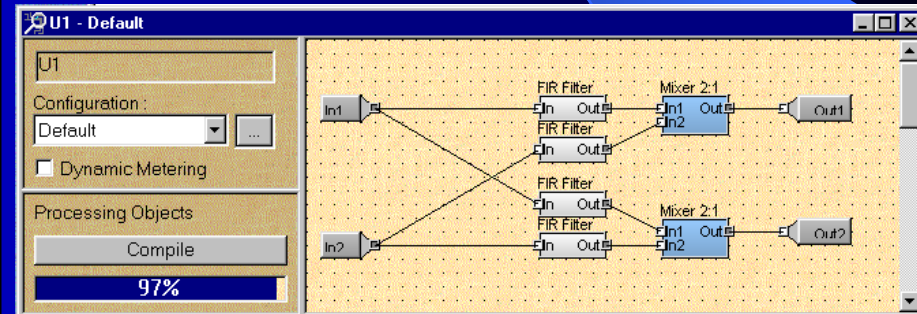 U1 - Default
U1
Configuration :
Default
...
Dynamic Metering
Processing Objects
Compile
97%
In1
FIR Filter
In Out
Mixer 2:1
In1 Out
In2
Out1
FIR Filter
In Out
FIR Filter
In Out
Mixer 2:1
In1 Out
In2
Out2
In2
FIR Filter
In Out